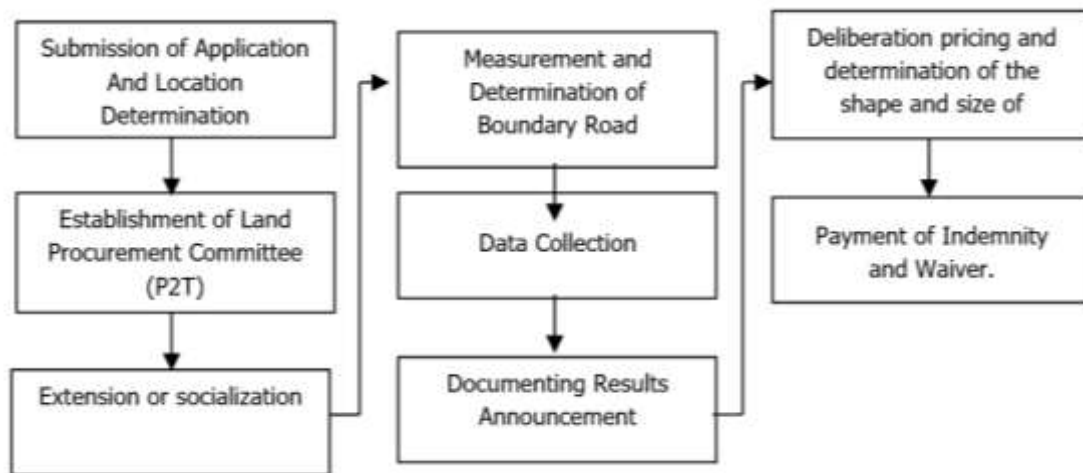 Submission of Application
And Location
Determination
Establishment of Land
Procurement Committee
(P2T)
Extension or socialization
Measurement and
Determination of
Boundary Road
Data Collection
Documenting Results
Announcement
Deliberation pricing and
determination of the
shape and size of
Payment of Indemnity
and Waiver.